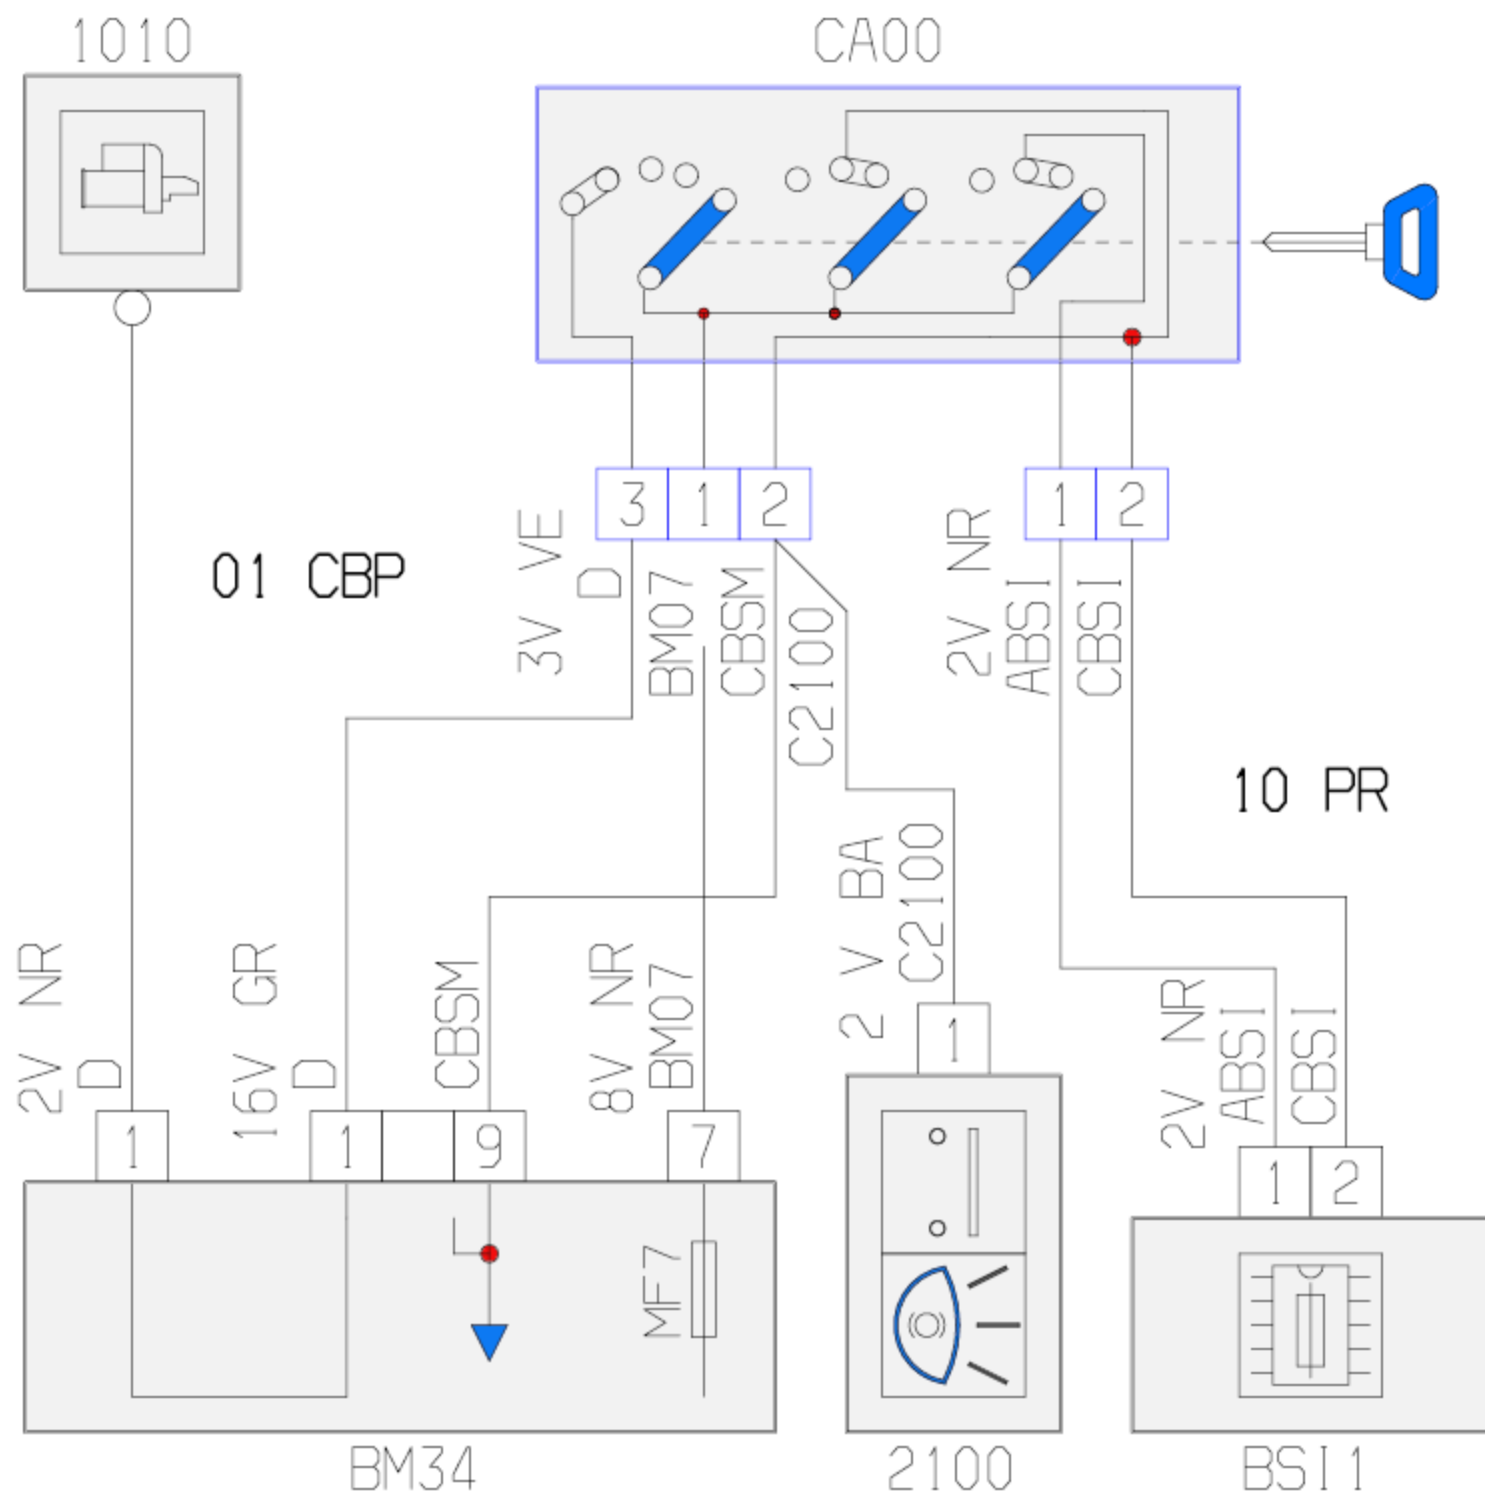 1010
CA00
3
1
2
1
2
3V VE
D
BM07
CBSM
C2100
2V NR
ABSI
CBSI
01 CBP
10 PR
2V NR
D
16V GR
D
CBSM
8V NR
BM07
2 V BA
C2100
2V NR
ABSI
CBSI
1
1
9
7
1
1
2
MF7
BM34
2100
BSI1